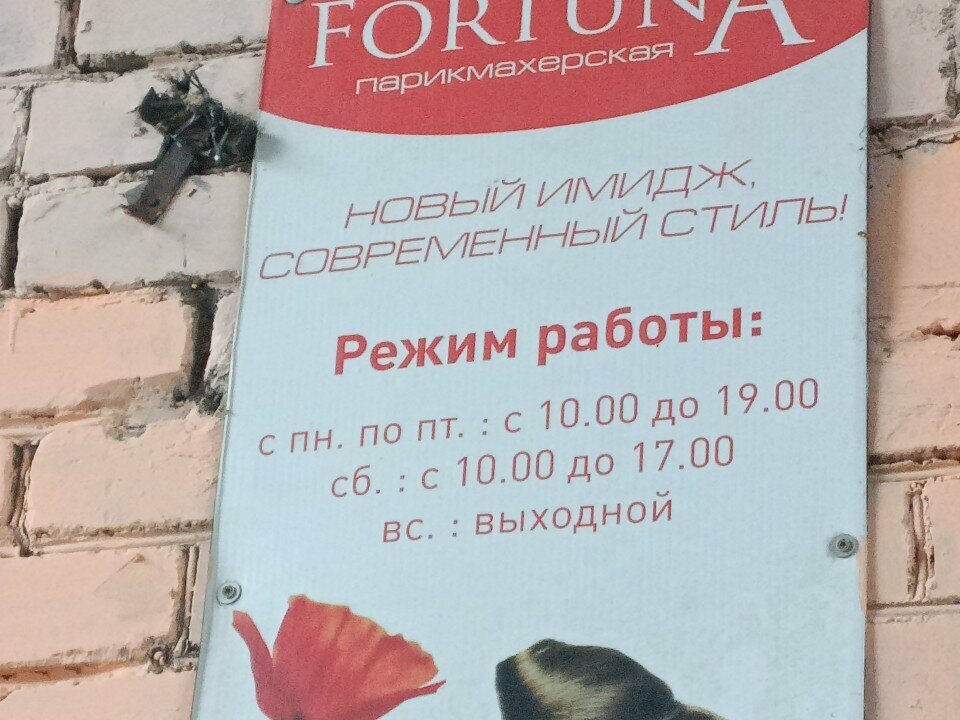 FORTUNA
парикмахерская
НОВЫЙ ИМИДЖ,
СОВРЕМЕННЫЙ СТИЛЬ!
Режим работы:
с пн. по пт. : с 10.00 до 19.00
сб. : с 10.00 до 17.00
вс. : выходной